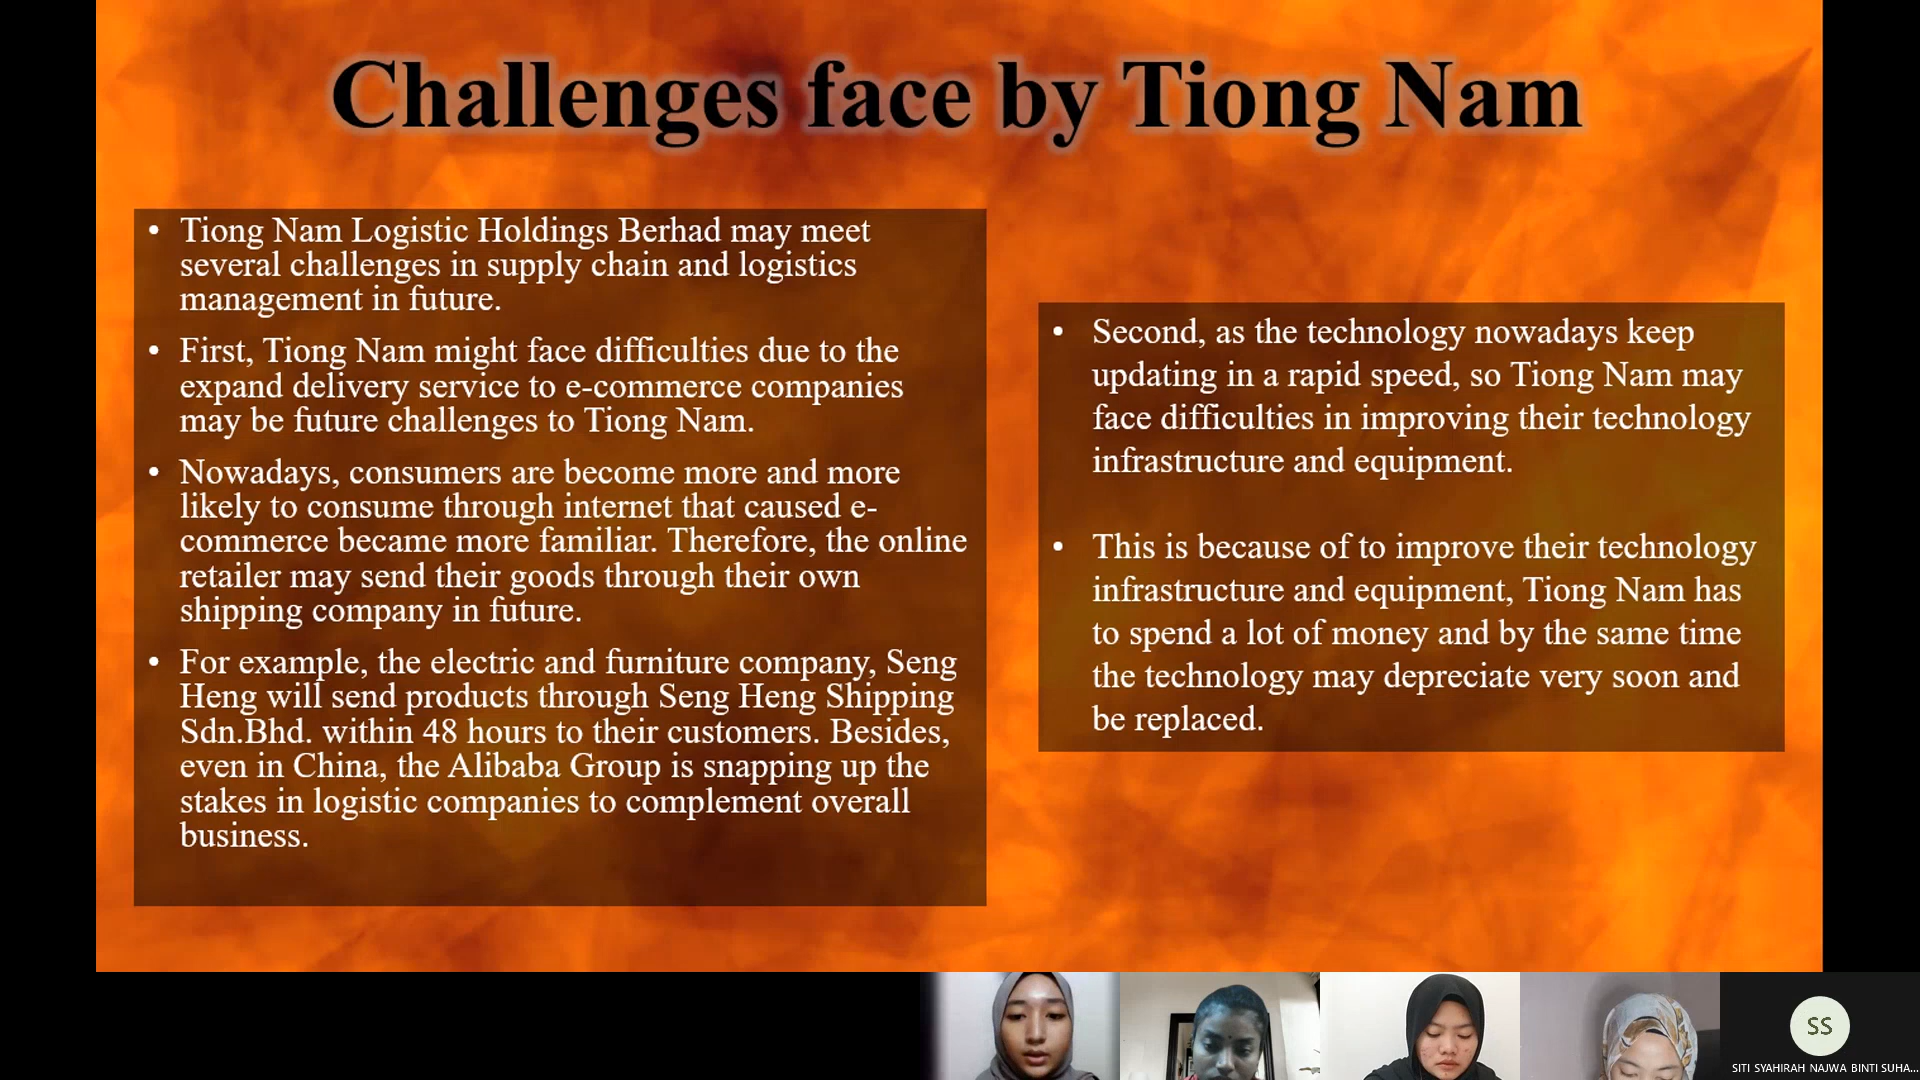 Challenges face by Tiong Nam
• Tiong Nam Logistic Holdings Berhad may meet
several challenges in supply chain and logistics
management in future.
• First, Tiong Nam might face difficulties due to the
expand delivery service to e-commerce companies
may be future challenges to Tiong Nam.
• Nowadays, consumers are become more and more
likely to consume through internet that caused e-
commerce became more familiar. Therefore, the online
retailer may send their goods through their own
shipping company in future.
• For example, the electric and furniture company, Seng
Heng will send products through Seng Heng Shipping
Sdn.Bhd. within 48 hours to their customers. Besides,
even in China, the Alibaba Group is snapping up the
stakes in logistic companies to complement overall
business.
• Second, as the technology nowadays keep
updating in a rapid speed, so Tiong Nam may
face difficulties in improving their technology
infrastructure and equipment.
• This is because of to improve their technology
infrastructure and equipment, Tiong Nam has
to spend a lot of money and by the same time
the technology may depreciate very soon and
be replaced.
SS
SITI SYAHIRAH NAJWA BINTI SUHA...